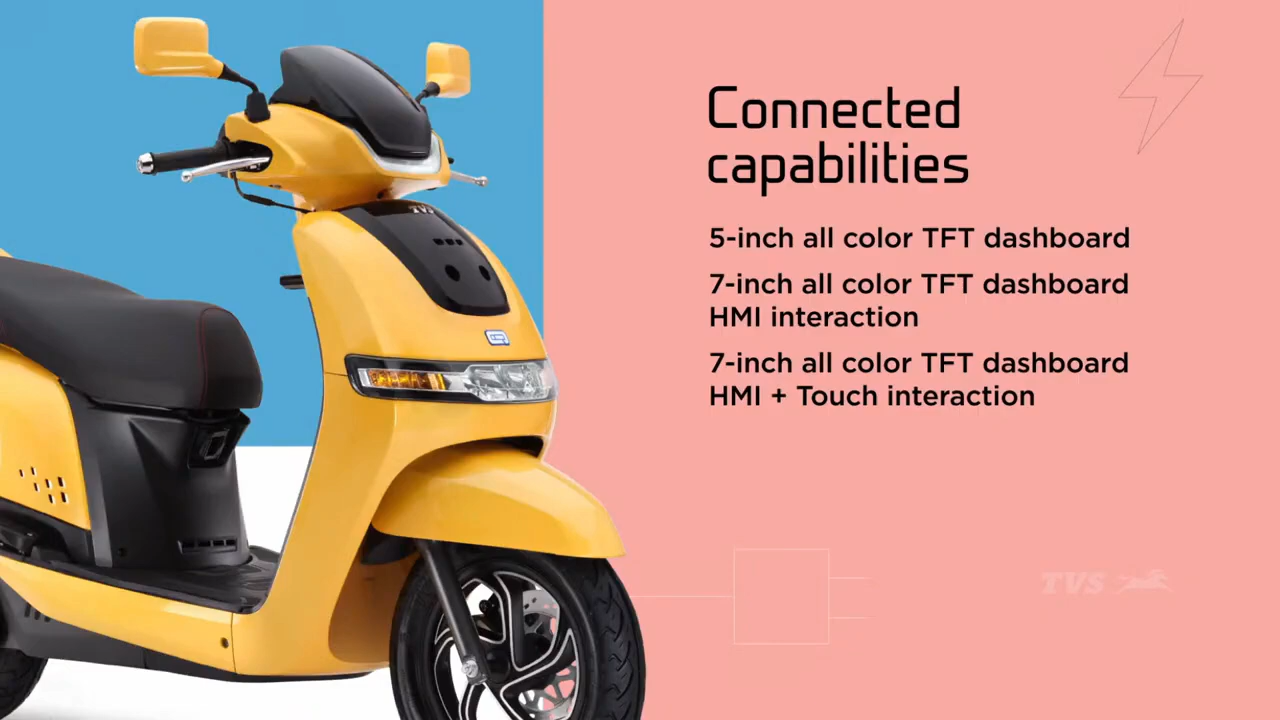 Connected
capabilities
5-inch all color TFT dashboard
7-inch all color TFT dashboard
HMI interaction
7-inch all color TFT dashboard
HMI + Touch interaction
TVS
TVS